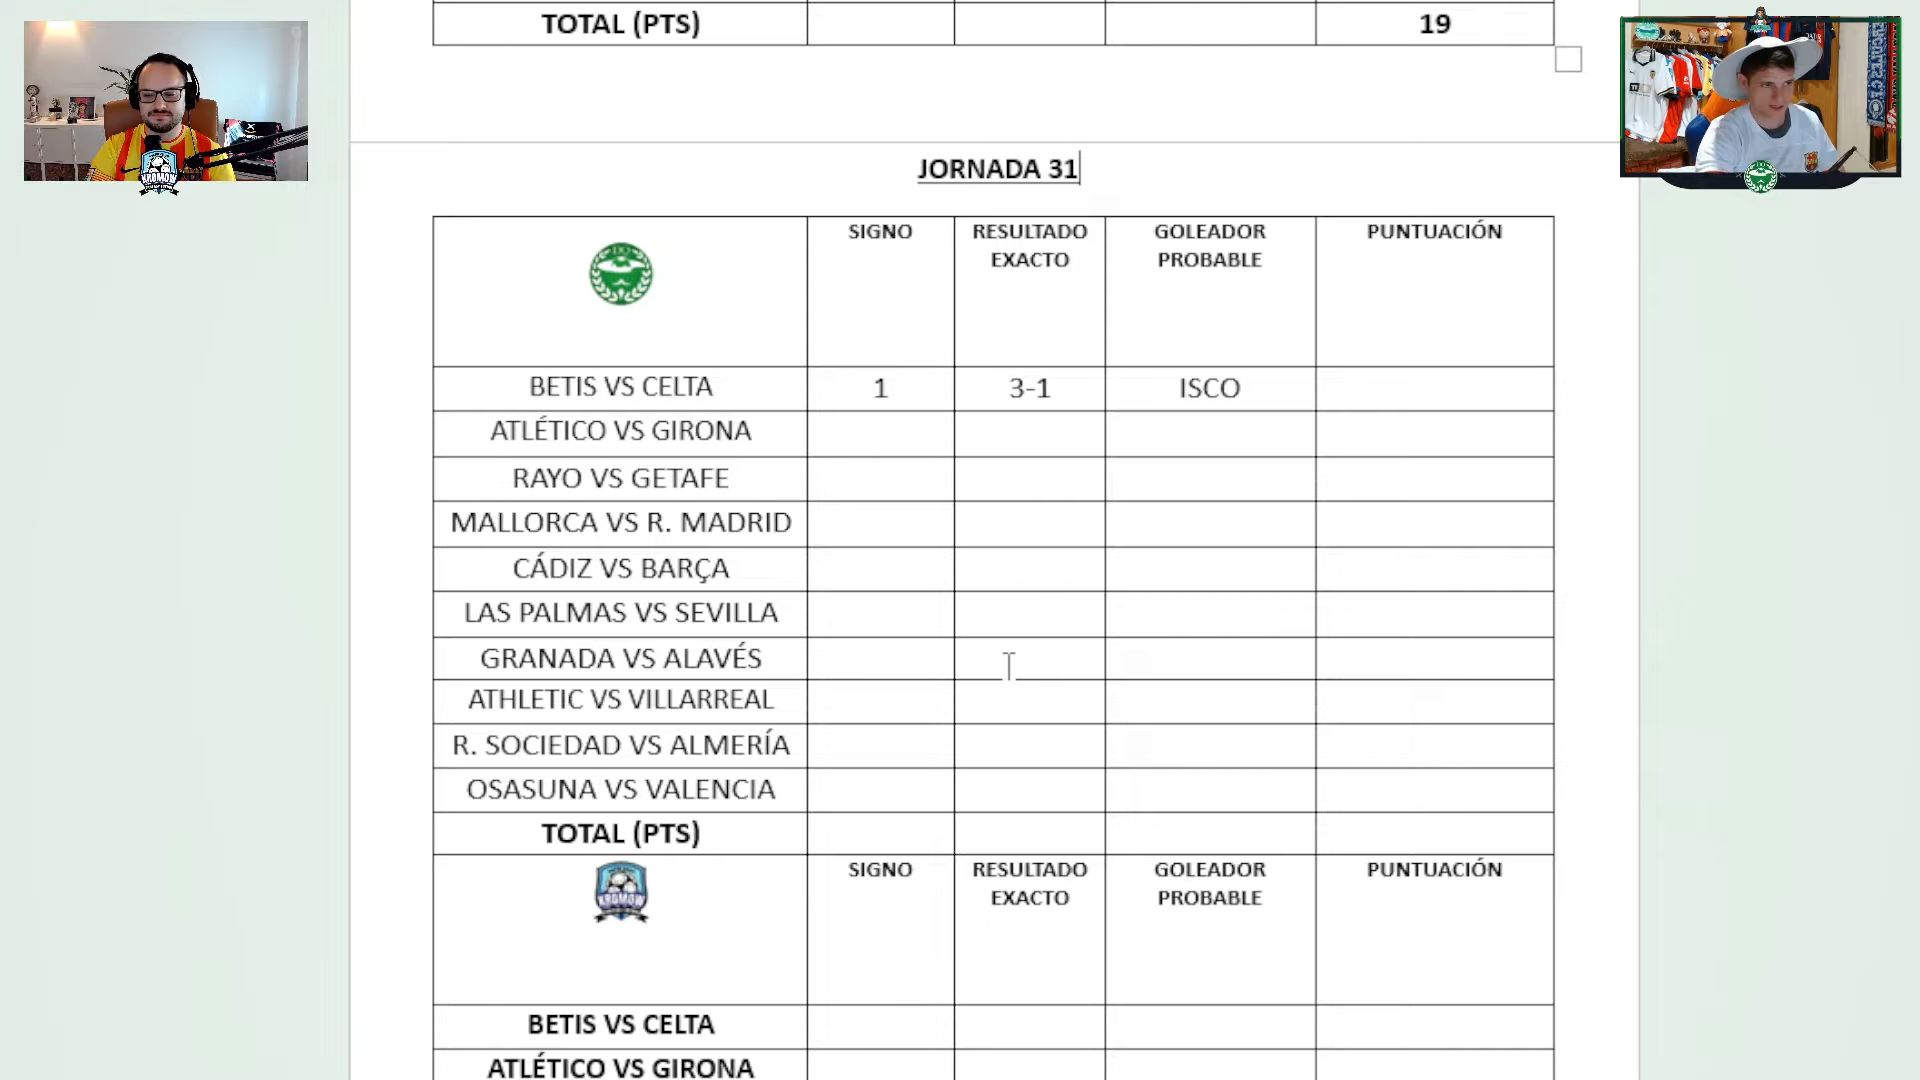 TOTAL (PTS) 19
JORNADA 31
SIGNO RESULTADO EXACTO GOLEADOR PROBABLE PUNTUACIÓN
BETIS VS CELTA 1 3-1 ISCO
ATLÉTICO VS GIRONA
RAYO VS GETAFE
MALLORCA VS R. MADRID
CÁDIZ VS BARÇA
LAS PALMAS VS SEVILLA
GRANADA VS ALAVÉS
ATHLETIC VS VILLARREAL
R. SOCIEDAD VS ALMERÍA
OSASUNA VS VALENCIA
TOTAL (PTS)
KROMOW
SIGNO RESULTADO EXACTO GOLEADOR PROBABLE PUNTUACIÓN
BETIS VS CELTA
ATLÉTICO VS GIRONA